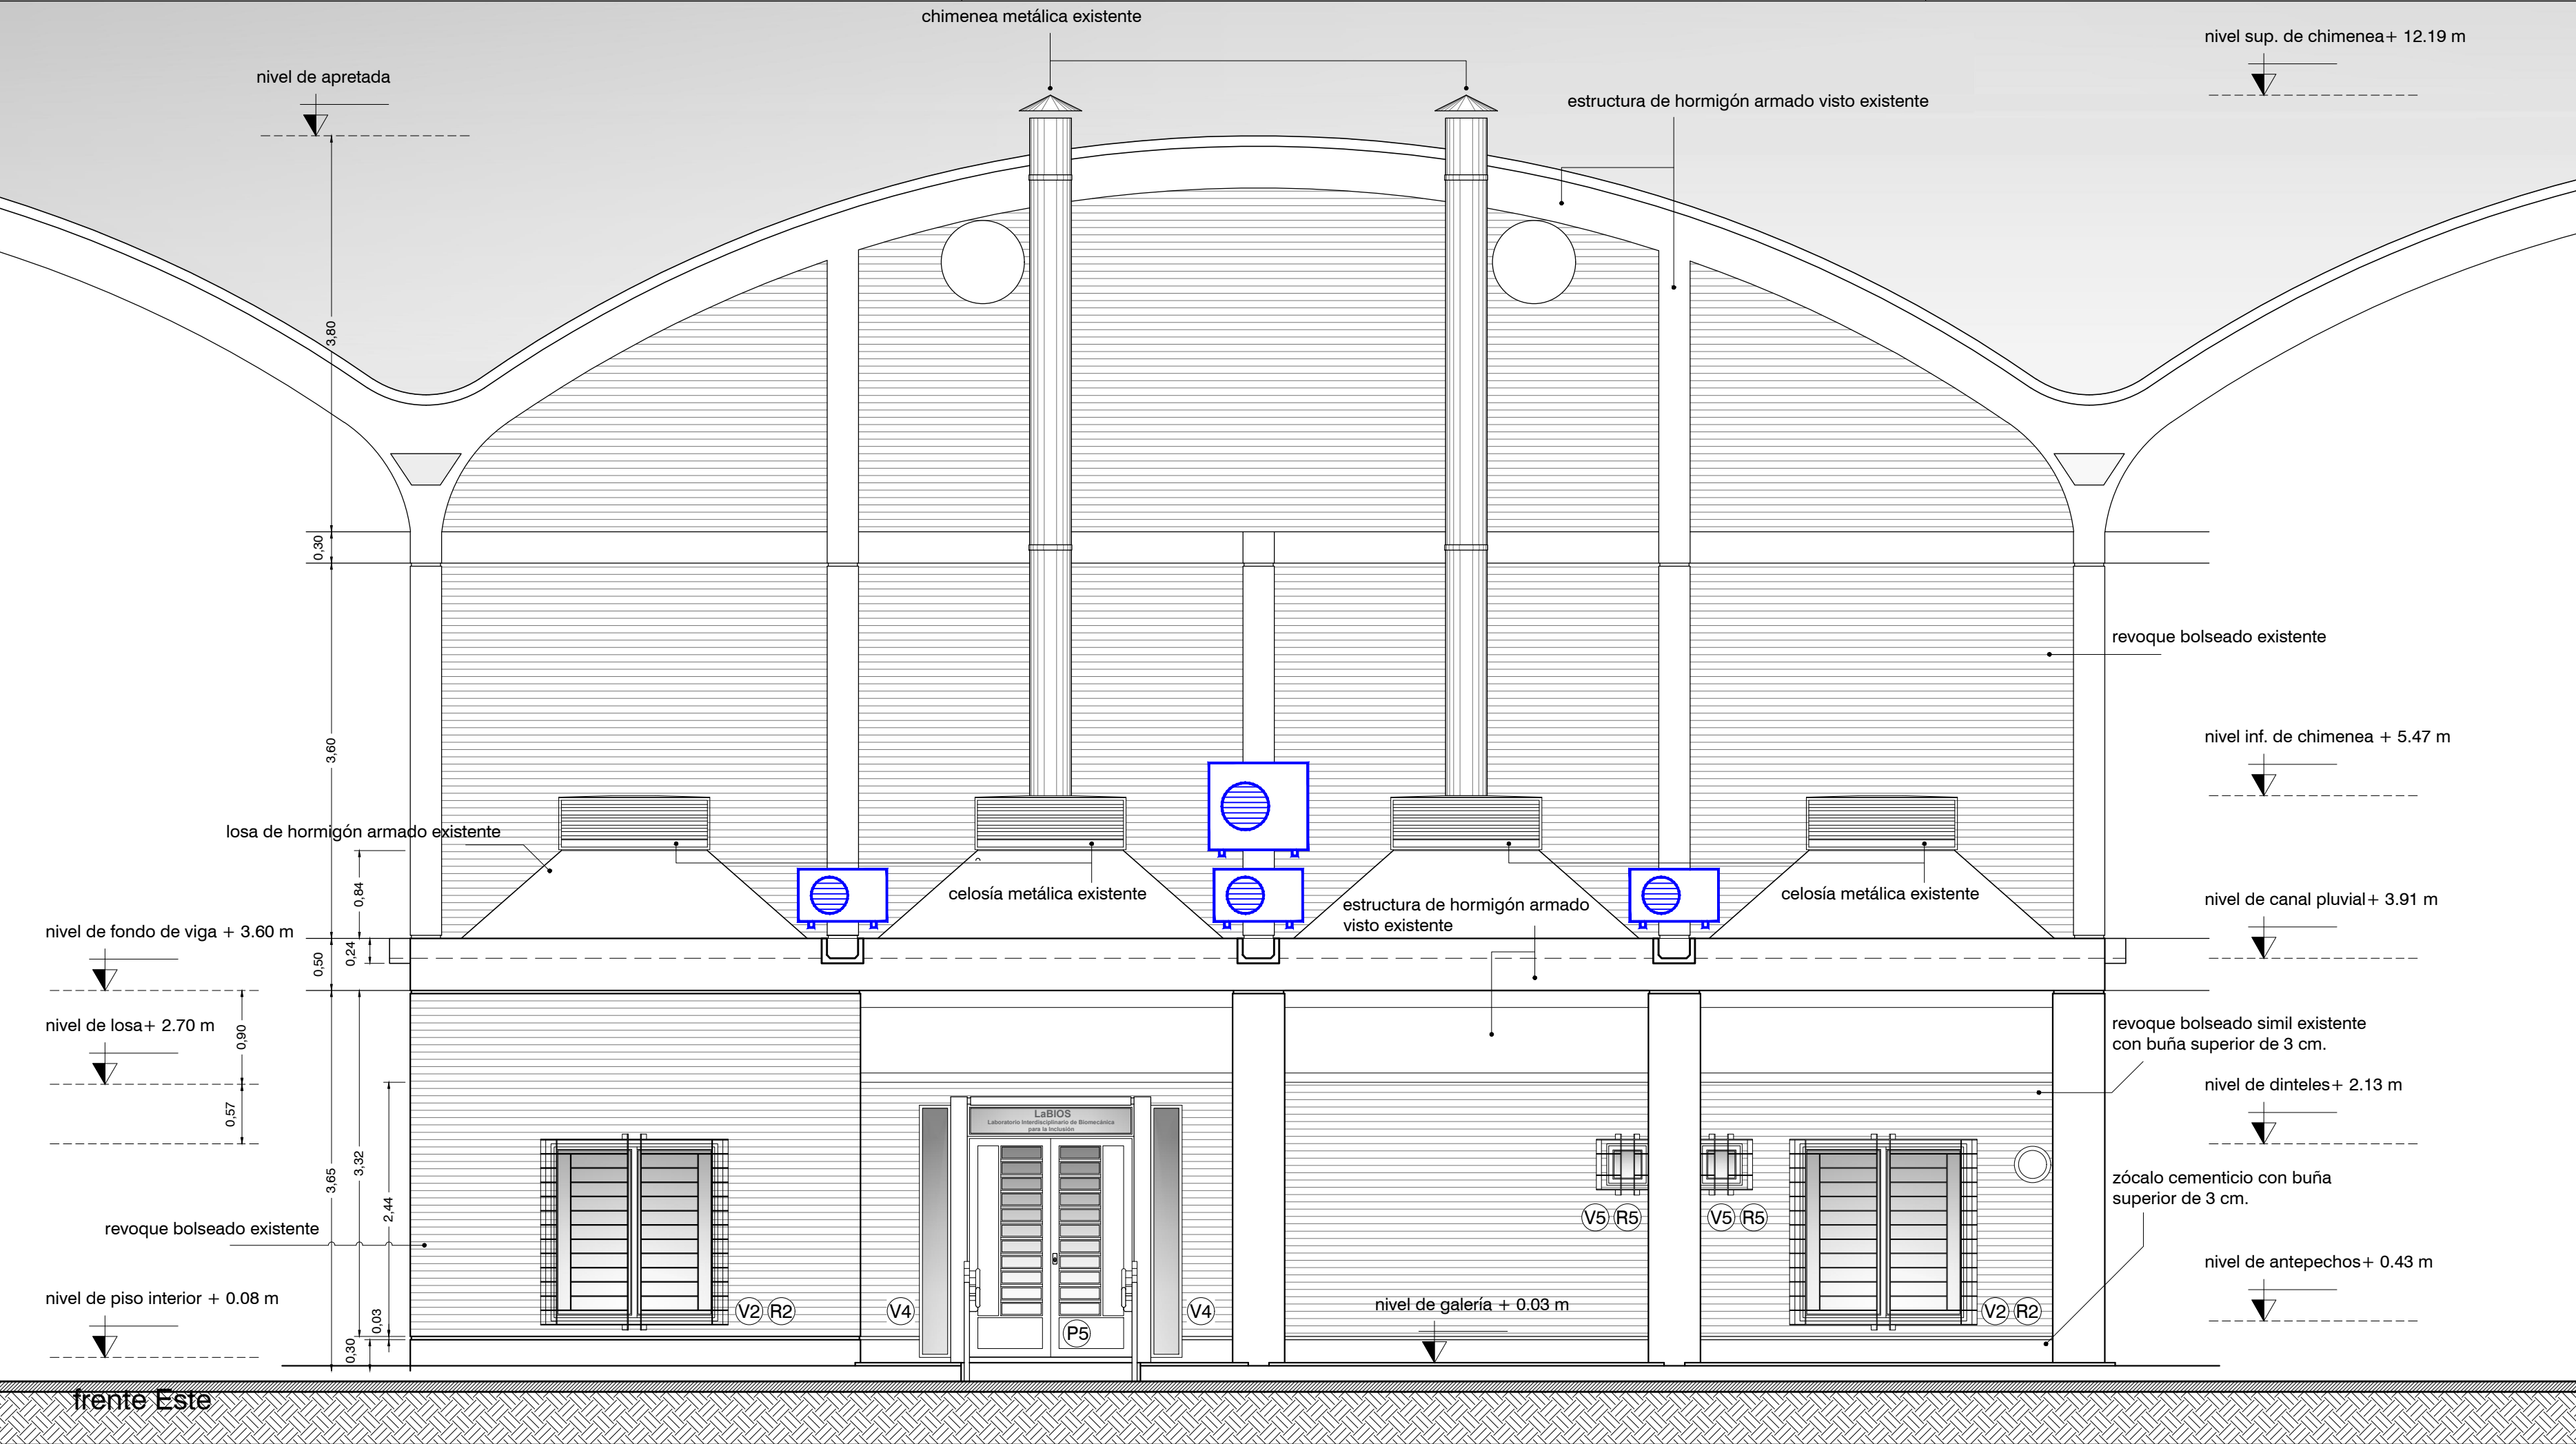 chimenea metálica existente
nivel sup. de chimenea+ 12.19 m
nivel de apretada
estructura de hormigón armado visto existente
3,80
0,30
revoque bolseado existente
3,60
nivel inf. de chimenea + 5.47 m
losa de hormigón armado existente
0,84
celosía metálica existente
celosía metálica existente
estructura de hormigón armado
visto existente
nivel de canal pluvial+ 3.91 m
nivel de fondo de viga + 3.60 m
0,50
0,24
nivel de losa+ 2.70 m
0,90
revoque bolseado simil existente
con buña superior de 3 cm.
nivel de dinteles+ 2.13 m
0,57
LaBIOS
Laboratorio Interdisciplinario de Biomecánica
para la Inclusión
3,65
3,32
2,44
zócalo cementicio con buña
superior de 3 cm.
V5 R5
V5 R5
revoque bolseado existente
nivel de antepechos+ 0.43 m
nivel de piso interior + 0.08 m
0,03
0,30
V2 R2
V4
P5
V4
nivel de galería + 0.03 m
V2 R2
frente Este